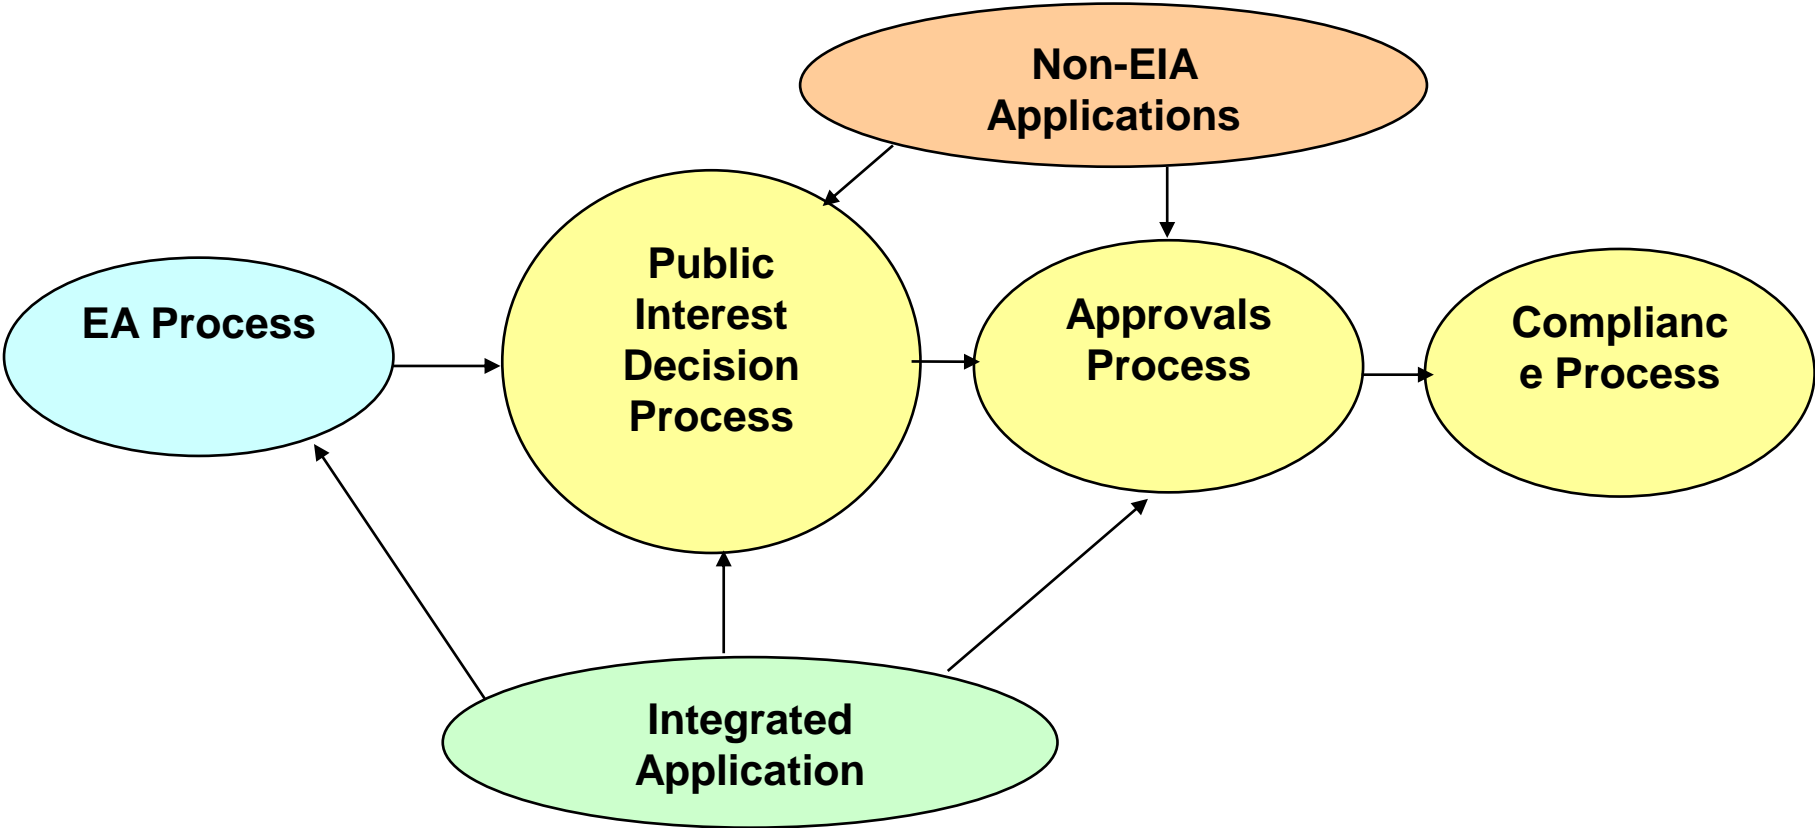 Non-EIA
Applications
EA Process
Public
Interest
Decision
Process
Approvals
Process
Complianc
e Process
Integrated
Application